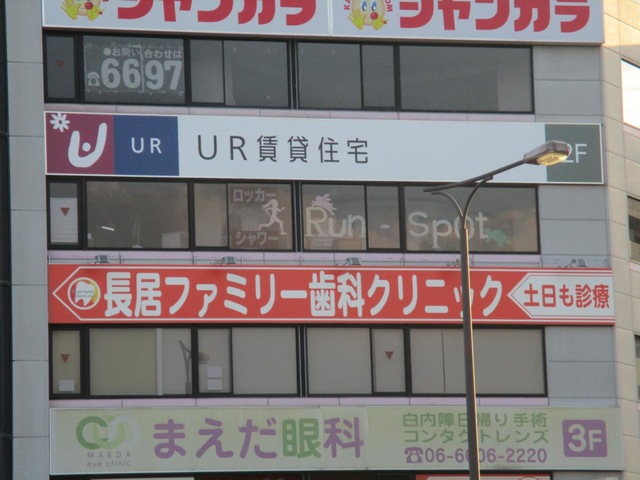 ジャンカラ
ジャンカラ
●お問い合わせは
☎6697
UR
UR賃貸住宅
2F
ロッカー
シャワー
Run - Spot
長居ファミリー歯科クリニック
土日も診療
MAEDA
eye clinic
まえだ眼科
白内障日帰り手術
コンタクトレンズ
☎06-6606-2220
3F